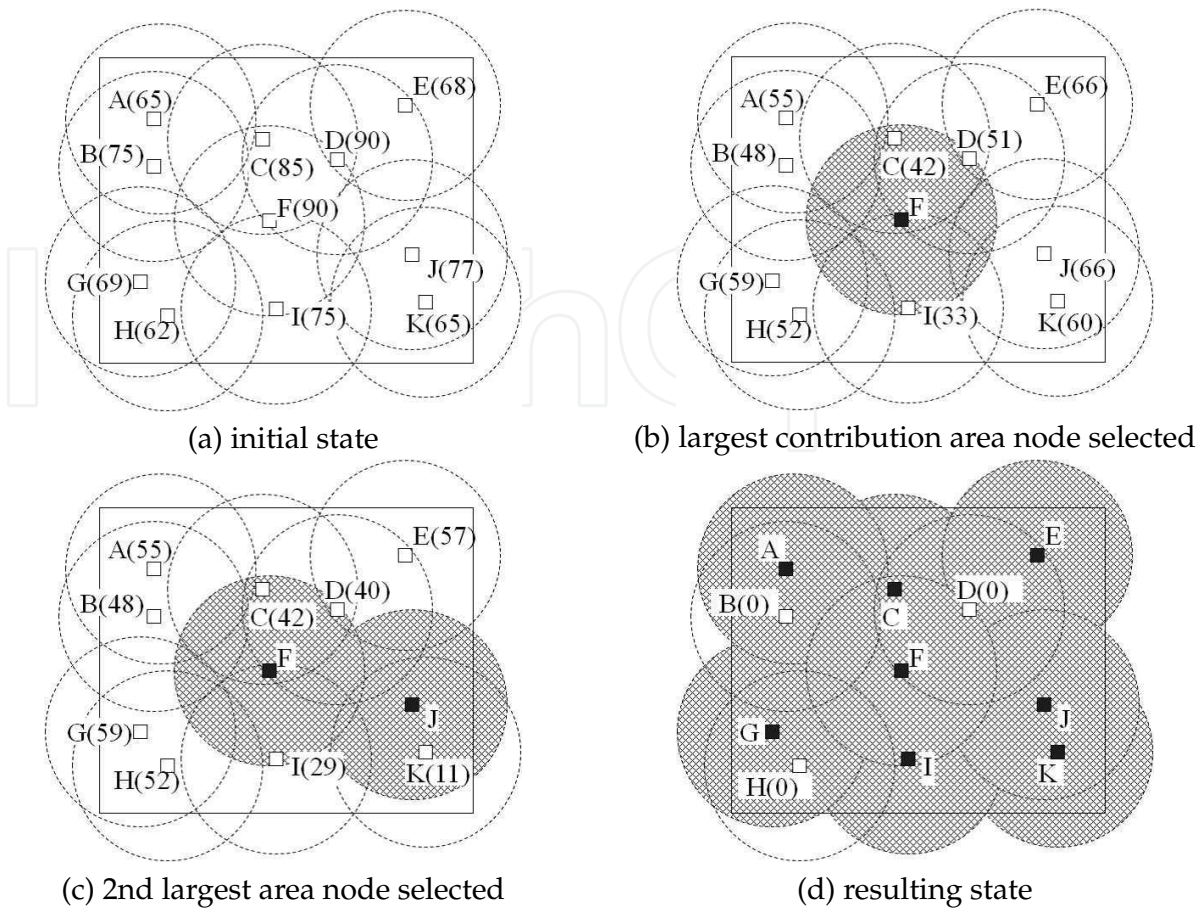 E(68)
A(65)
D(90)
B(75)
C(85)
F(90)
J(77)
G(69)
I(75)
K(65)
H(62)
(a) initial state
E(66)
A(55)
D(51)
B(48)
C(42)
F
J(66)
G(59)
I(33)
K(60)
H(52)
(b) largest contribution area node selected
E(57)
A(55)
D(40)
B(48)
C(42)
F
J
G(59)
I(29)
K(11)
H(52)
(c) 2nd largest area node selected
E
A
D(0)
B(0)
C
F
J
G
I
K
H(0)
(d) resulting state